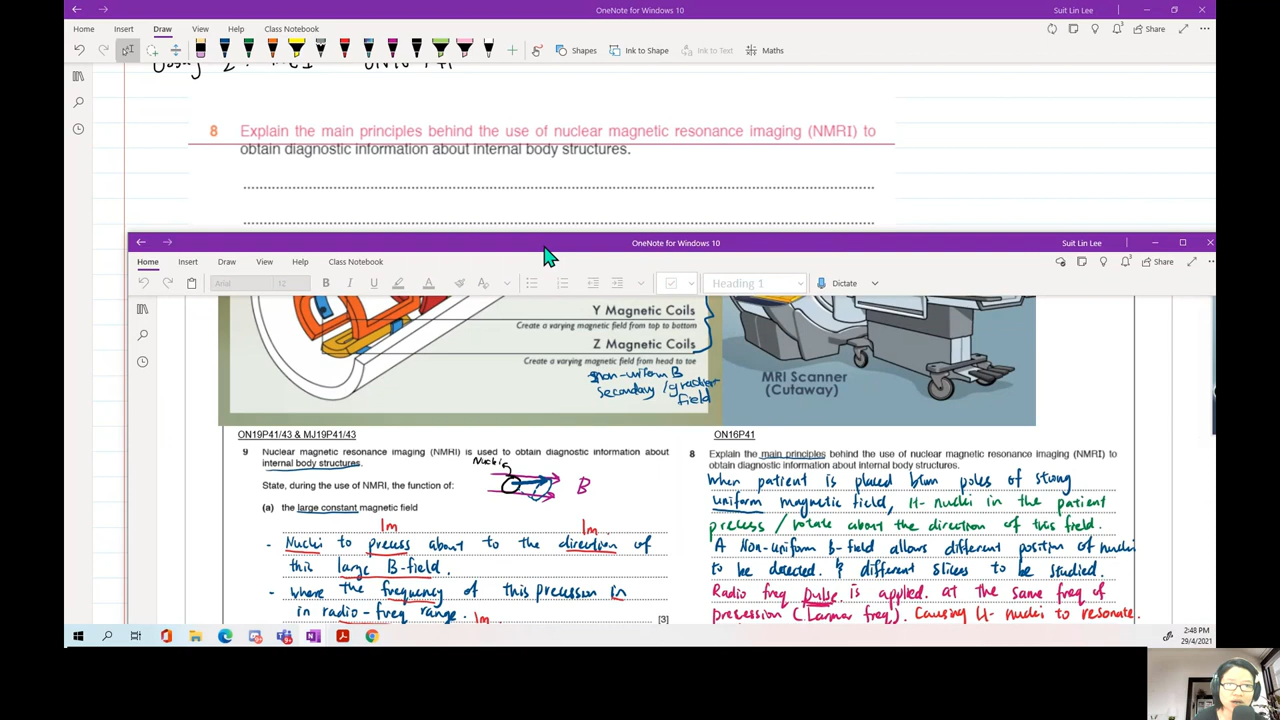 OneNote for Windows 10
Suit Lin Lee
Home Insert Draw View Help Class Notebook
Share
Shapes Ink to Shape Ink to Text Maths
8 Explain the main principles behind the use of nuclear magnetic resonance imaging (NMRI) to
obtain diagnostic information about internal body structures.
OneNote for Windows 10
Suit Lin Lee
Home Insert Draw View Help Class Notebook
Share
Arial 12 B I U A Heading 1 Dictate
Y Magnetic Coils
Create a varying magnetic field from top to bottom
Z Magnetic Coils
Create a varying magnetic field from head to toe
non-uniform B
secondary / gradient
field
MRI Scanner
(Cutaway)
ON19P41/43 & MJ19P41/43
9 Nuclear magnetic resonance imaging (NMRI) is used to obtain diagnostic information about
internal body structures.
Nuclei
B
State, during the use of NMRI, the function of:
(a) the large constant magnetic field
1m 1m
- Nuclei to precess about to the direction of
this large B-field.
- where the frequency of this precession in
in radio-freq range.
1m
[3]
ON16P41
8 Explain the main principles behind the use of nuclear magnetic resonance imaging (NMRI) to
obtain diagnostic information about internal body structures.
When patient is placed btwn poles of strong
uniform magnetic field, H-nuclei in the patient
precess / rotate about the direction of this field.
A Non-uniform B-field allows different position of nuclei
to be detected. & different slices to be studied.
Radio freq pulse is applied. at the same freq of
precession (Larmar freq.). Causing H-nuclei to resonate.
2:48 PM
29/4/2021